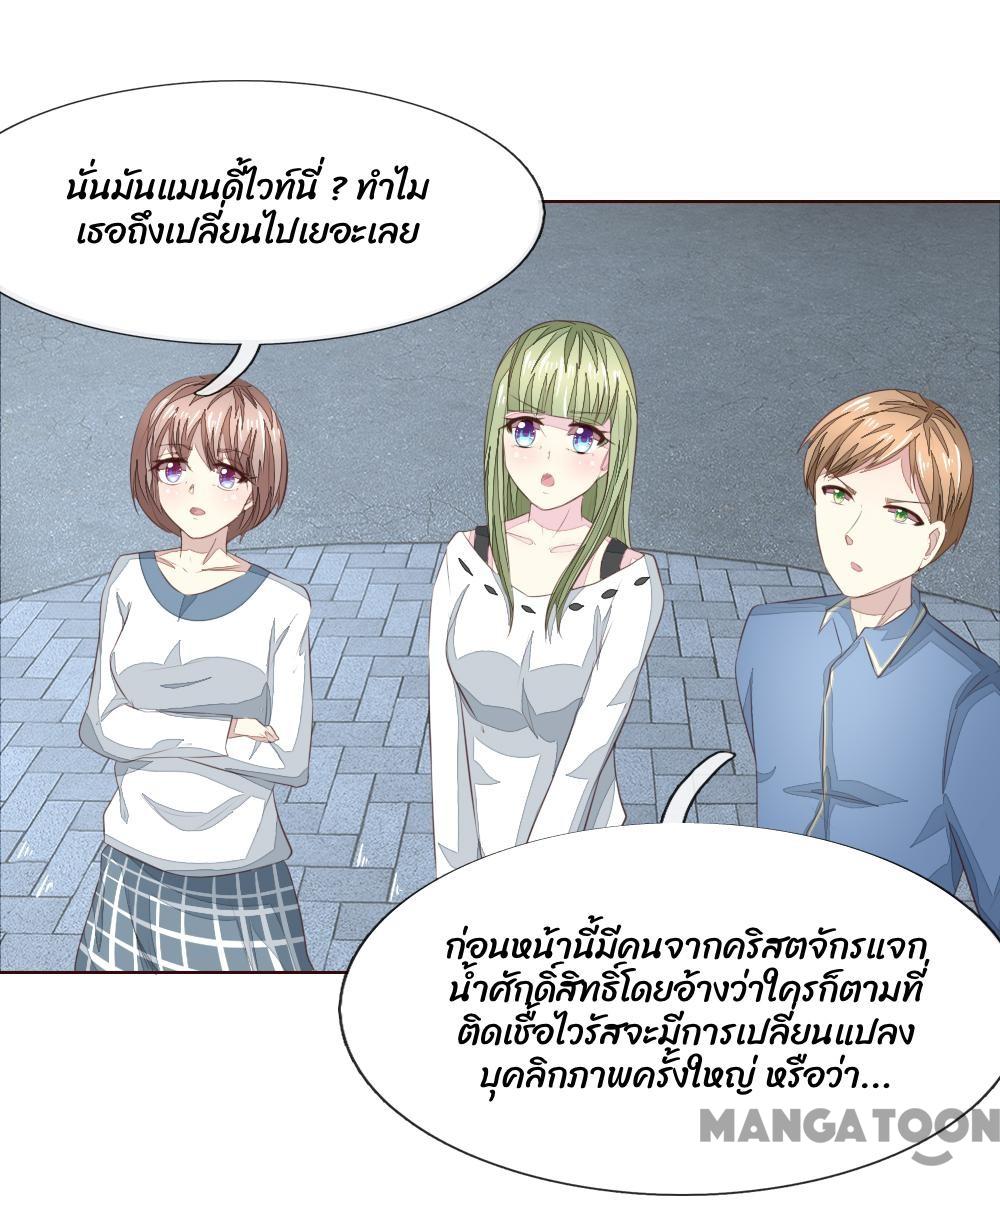 นั่นมันแมนดี้ไวท์นี่ ? ทำไม
เธอถึงเปลี่ยนไปเยอะเลย
ก่อนหน้านี้มีคนจากคริสตจักรแจก
น้ำศักดิ์สิทธิ์โดยอ้างว่าใครก็ตามที่
ติดเชื้อไวรัสจะมีการเปลี่ยนแปลง
บุคลิกภาพครั้งใหญ่ หรือว่า...
MANGATOON